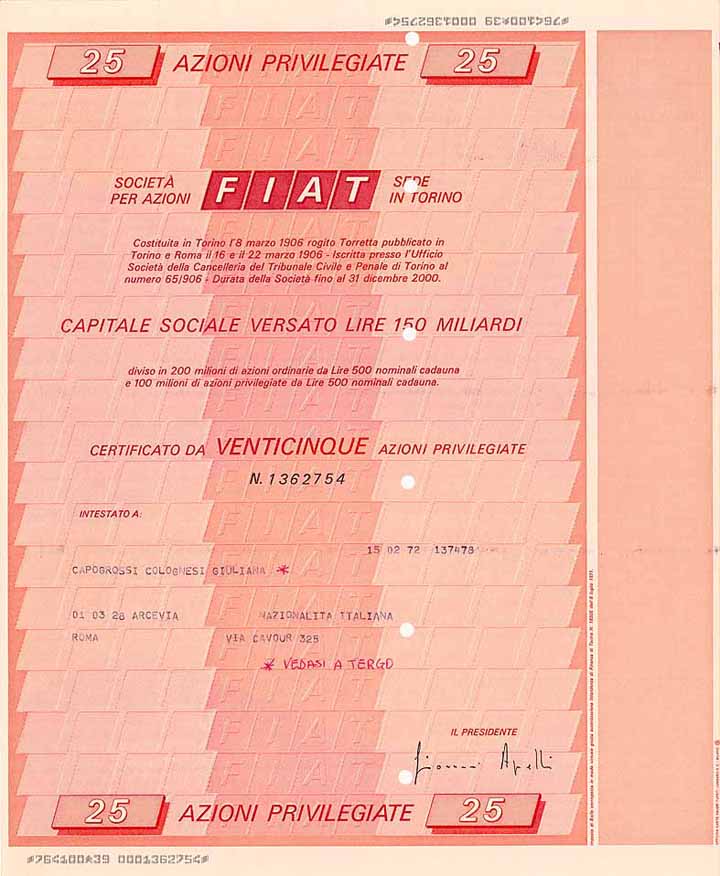 #764100#39 0001362754#
25 AZIONI PRIVILEGIATE 25
SOCIETÀ
PER AZIONI
FIAT
SEDE
IN TORINO
Costituita in Torino l'8 marzo 1906 rogito Torretta pubblicato in
Torino e Roma il 16 e il 22 marzo 1906 - Iscritta presso l'Ufficio
Società della Cancelleria del Tribunale Civile e Penale di Torino al
numero 65/906 - Durata della Società fino al 31 dicembre 2000.
CAPITALE SOCIALE VERSATO LIRE 150 MILIARDI
diviso in 200 milioni di azioni ordinarie da Lire 500 nominali cadauna
e 100 milioni di azioni privilegiate da Lire 500 nominali cadauna.
CERTIFICATO DA VENTICINQUE AZIONI PRIVILEGIATE
N. 1362754
INTESTATO A:
15 02 72 137478
CAPOGROSSI COLOGNESI GIULIANA *
01 03 28 ARCEVIA NAZIONALITA ITALIANA
ROMA VIA CAVOUR 325
* VEDASI A TERGO
IL PRESIDENTE
25 AZIONI PRIVILEGIATE 25
#764100#39 0001362754#